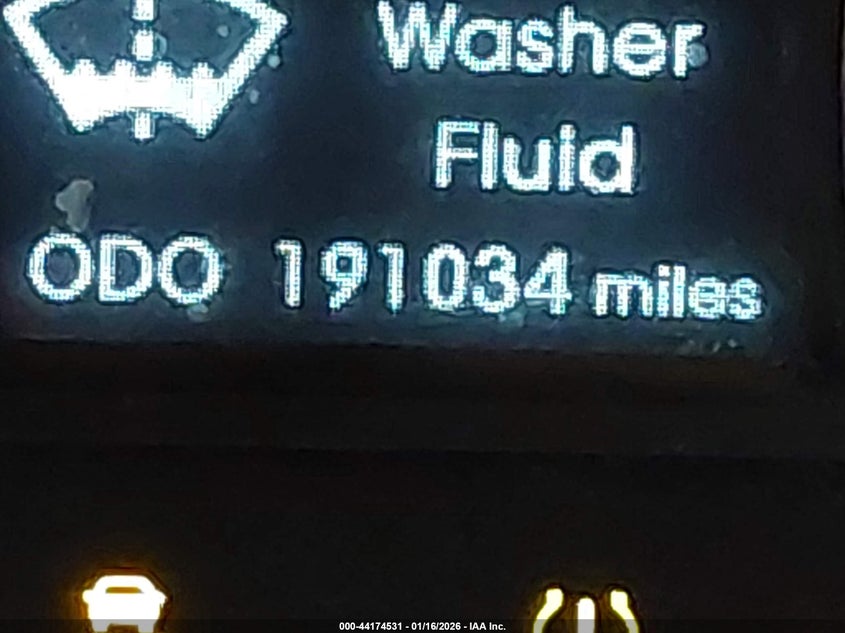 Washer
Fluid
ODO 191034 miles
000-44174531 - 01/16/2026 - IAA Inc.